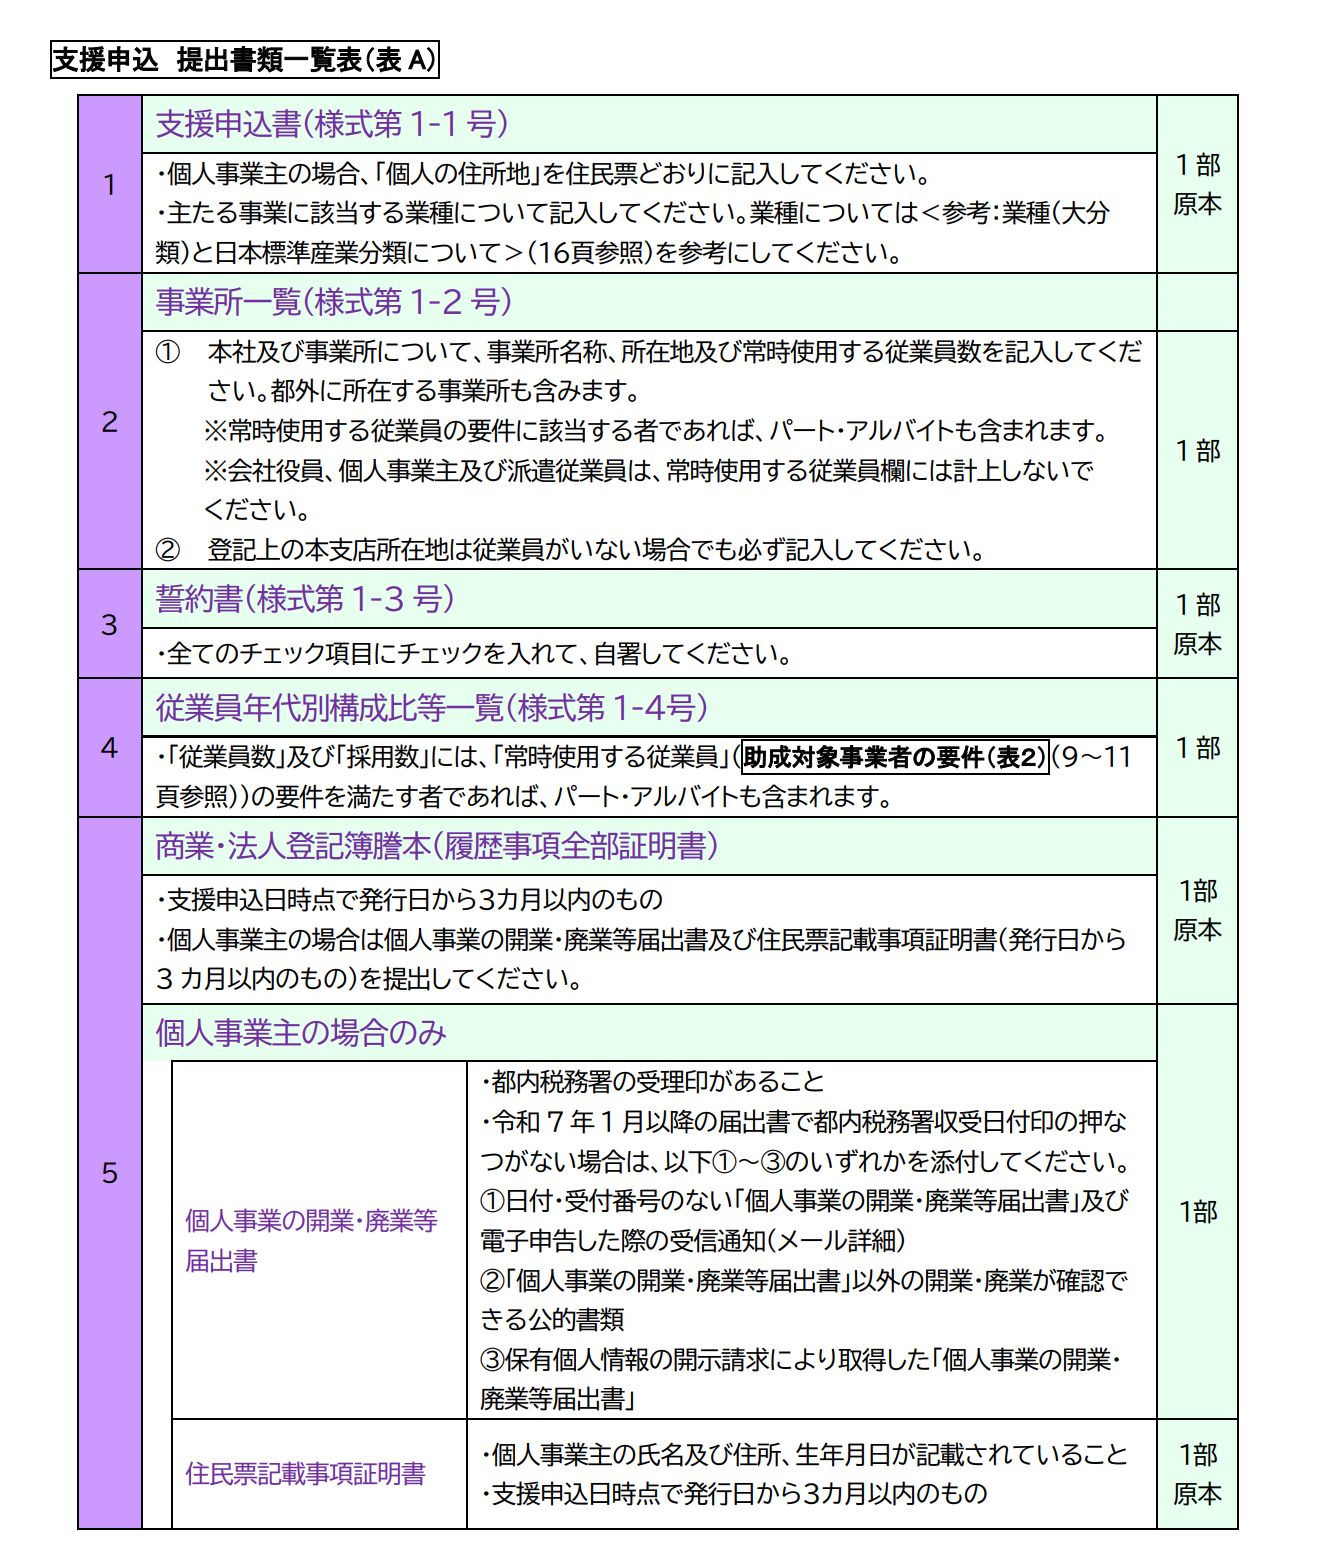 支援申込　提出書類一覧表（表 A）
1
支援申込書（様式第 1-1 号）
・個人事業主の場合、「個人の住所地」を住民票どおりに記入してください。
・主たる事業に該当する業種について記入してください。業種については＜参考：業種（大分
類）と日本標準産業分類について＞（16頁参照）を参考にしてください。
1 部
原本
2
事業所一覧（様式第 1-2 号）
①　本社及び事業所について、事業所名称、所在地及び常時使用する従業員数を記入してくだ
さい。都外に所在する事業所も含みます。
※常時使用する従業員の要件に該当する者であれば、パート・アルバイトも含まれます。
※会社役員、個人事業主及び派遣従業員は、常時使用する従業員欄には計上しないで
ください。
②　登記上の本支店所在地は従業員がいない場合でも必ず記入してください。
1 部
3
誓約書（様式第 1-3 号）
・全てのチェック項目にチェックを入れて、自署してください。
1 部
原本
4
従業員年代別構成比等一覧（様式第 1-4号）
・「従業員数」及び「採用数」には、「常時使用する従業員」（助成対象事業者の要件（表2）（9～11
頁参照））の要件を満たす者であれば、パート・アルバイトも含まれます。
1 部
5
商業・法人登記簿謄本（履歴事項全部証明書）
・支援申込日時点で発行日から3カ月以内のもの
・個人事業主の場合は個人事業の開業・廃業等届出書及び住民票記載事項証明書（発行日から
3 カ月以内のもの）を提出してください。
1部
原本
個人事業主の場合のみ
個人事業の開業・廃業等
届出書
・都内税務署の受理印があること
・令和 7 年 1 月以降の届出書で都内税務署収受日付印の押な
つがない場合は、以下①～③のいずれかを添付してください。
①日付・受付番号のない「個人事業の開業・廃業等届出書」及び
電子申告した際の受信通知（メール詳細）
②「個人事業の開業・廃業等届出書」以外の開業・廃業が確認で
きる公的書類
③保有個人情報の開示請求により取得した「個人事業の開業・
廃業等届出書」
1部
住民票記載事項証明書
・個人事業主の氏名及び住所、生年月日が記載されていること
・支援申込日時点で発行日から3カ月以内のもの
1部
原本